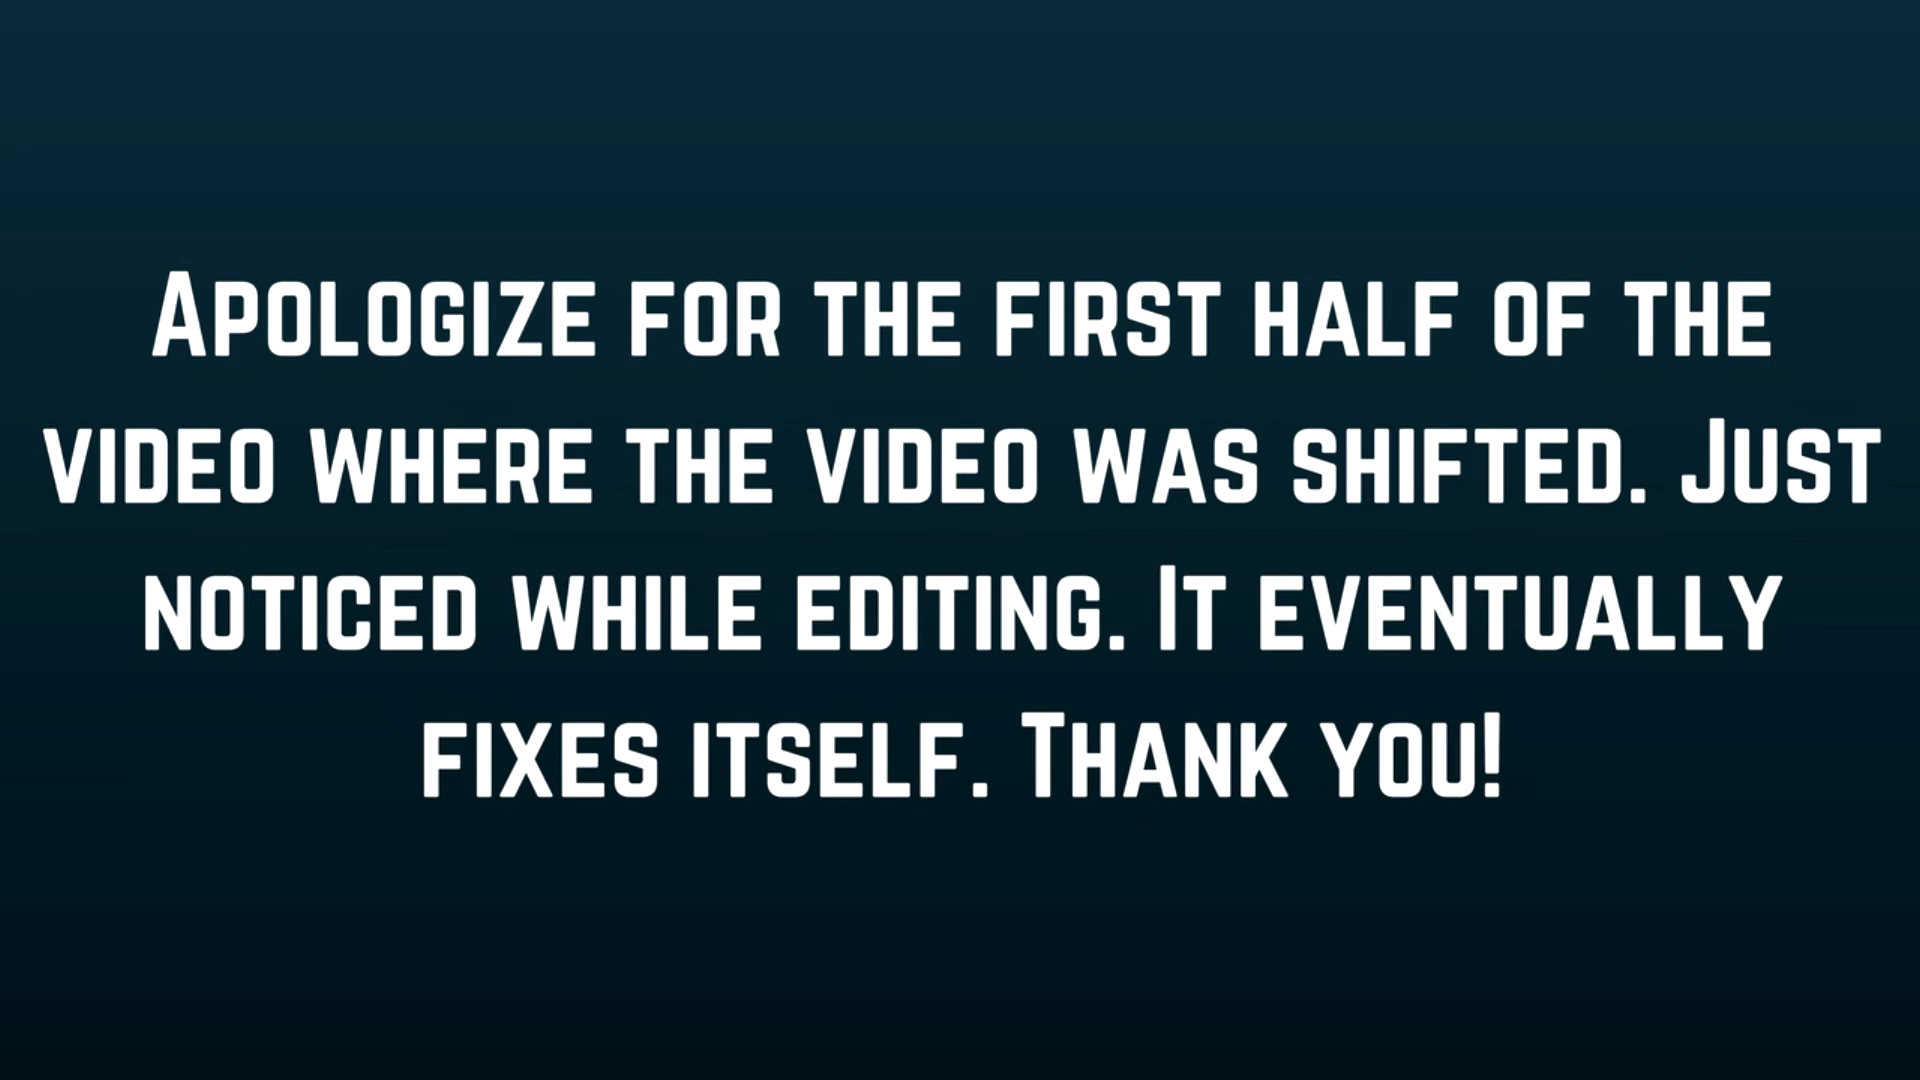 Apologize for the first half of the
video where the video was shifted. Just
noticed while editing. It eventually
fixes itself. Thank you!